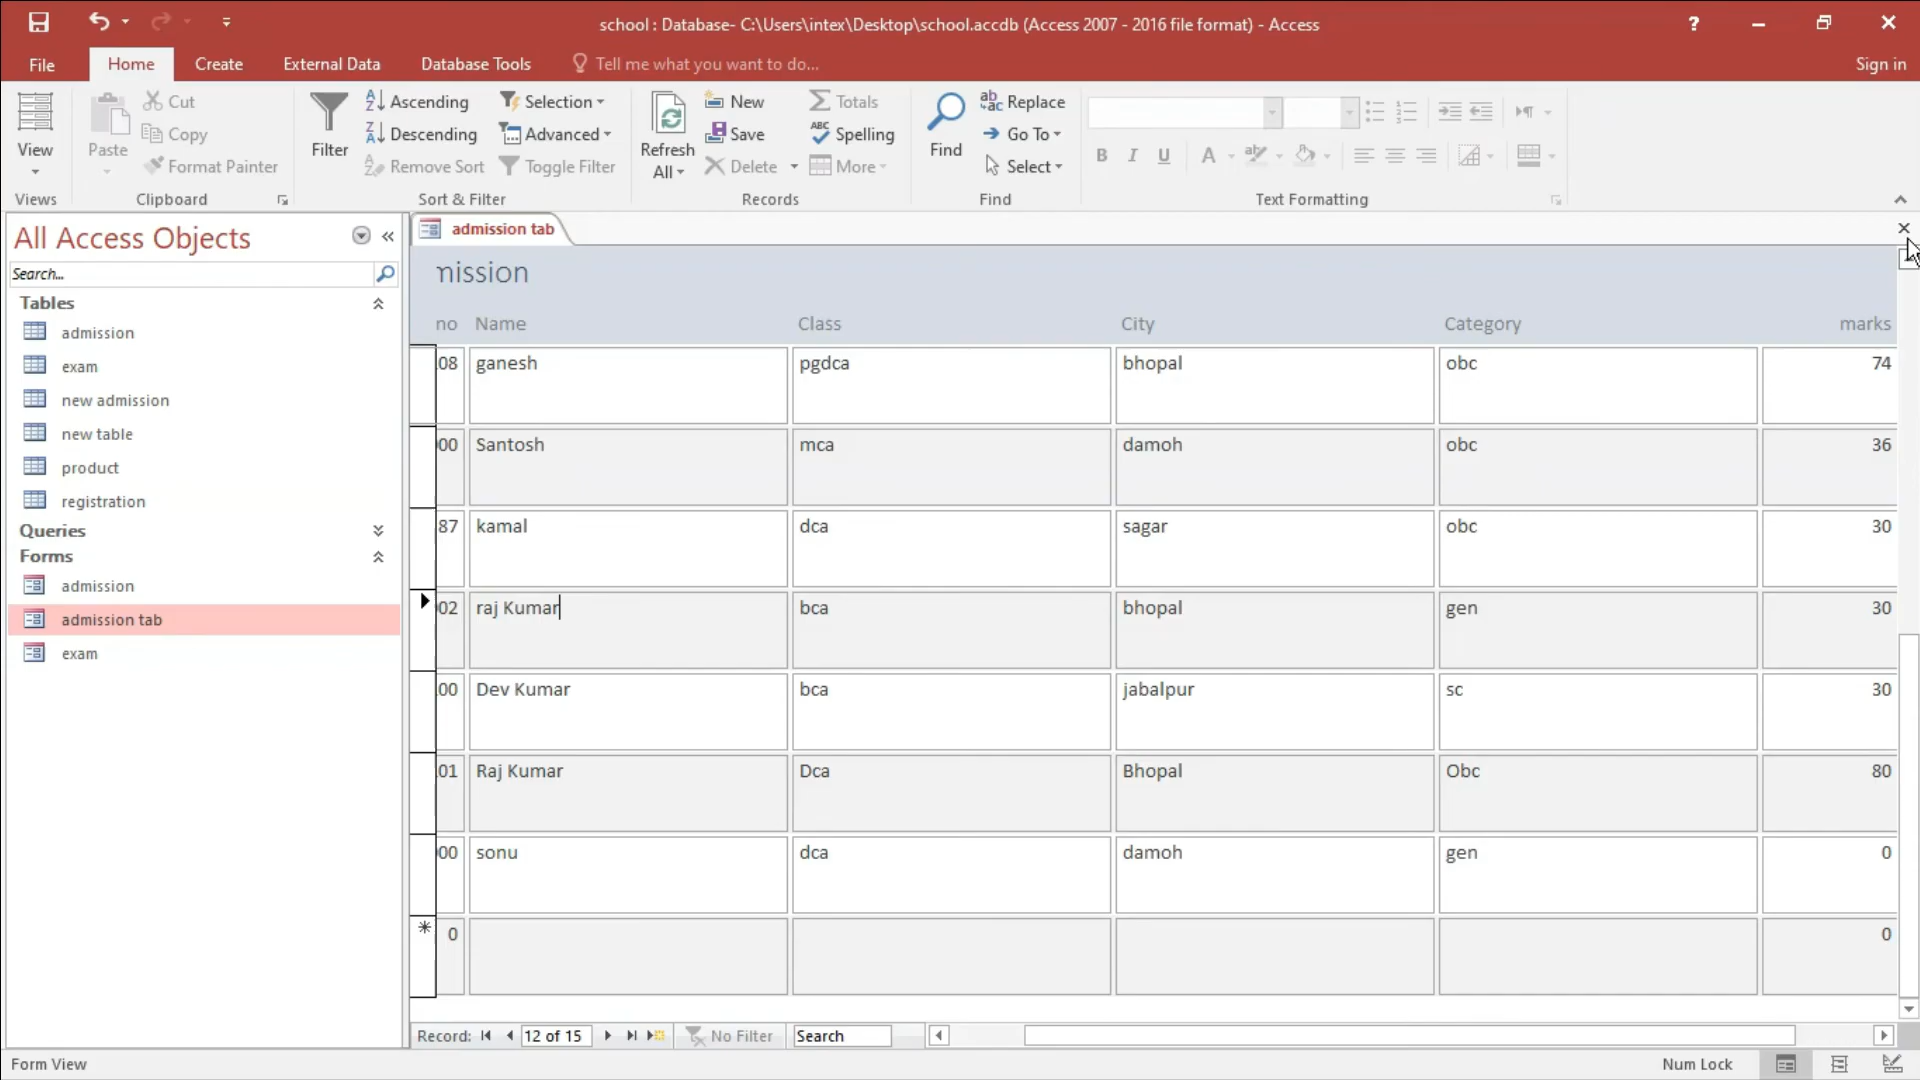 school : Database- C:\Users\intex\Desktop\school.accdb (Access 2007 - 2016 file format) - Access
?
File Home Create External Data Database Tools Tell me what you want to do... Sign in
View
Views
Paste
Cut
Copy
Format Painter
Clipboard
Filter
Ascending
Descending
Remove Sort
Selection
Advanced
Toggle Filter
Sort & Filter
Refresh
All
New
Save
Delete
Totals
Spelling
More
Records
Find
Replace
Go To
Select
Find
B I U A
Text Formatting
All Access Objects
Search...
Tables
admission
exam
new admission
new table
product
registration
Queries
Forms
admission
admission tab
exam
admission tab
mission
no Name Class City Category marks
08 ganesh pgdca bhopal obc 74
00 Santosh mca damoh obc 36
87 kamal dca sagar obc 30
02 raj Kumar bca bhopal gen 30
00 Dev Kumar bca jabalpur sc 30
01 Raj Kumar Dca Bhopal Obc 80
00 sonu dca damoh gen 0
* 0 0
Record: 12 of 15 No Filter Search
Form View Num Lock